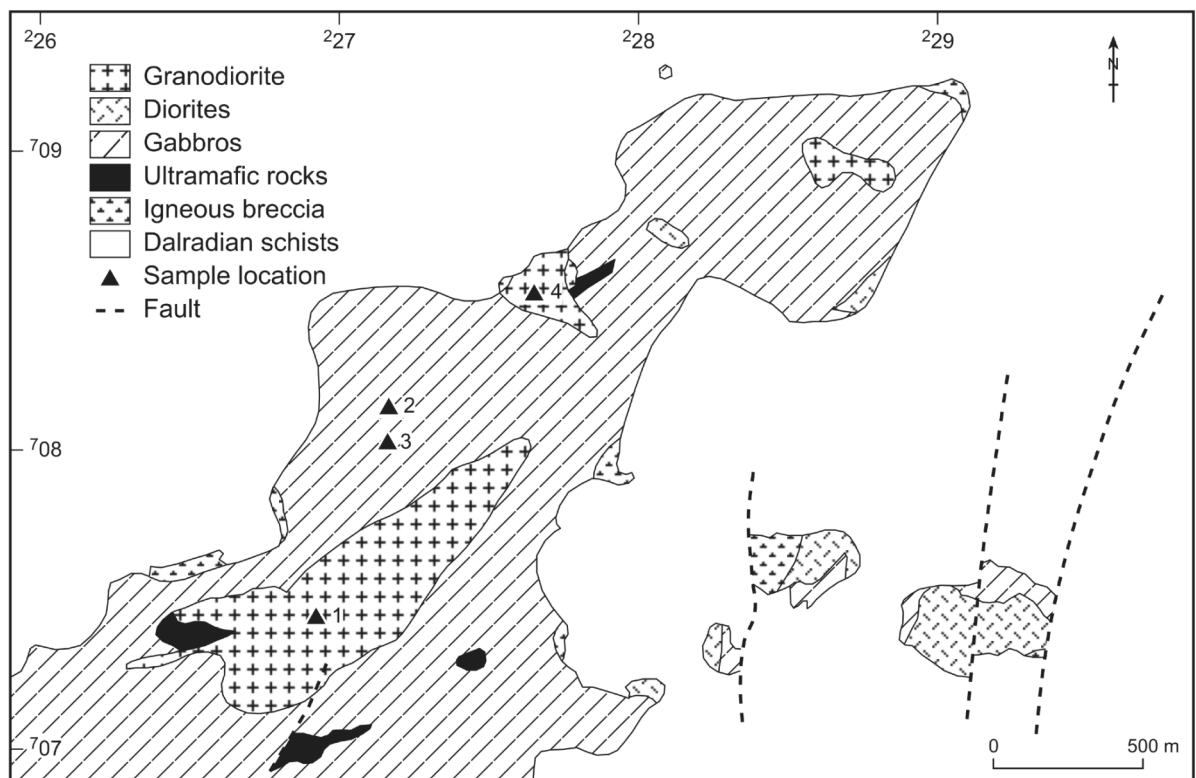 ²26 ²27 ²28 ²29
N
Granodiorite
Diorites
Gabbros
Ultramafic rocks
Igneous breccia
Dalradian schists
Sample location
Fault
⁷09
4
2
3
⁷08
1
⁷07
0 500 m